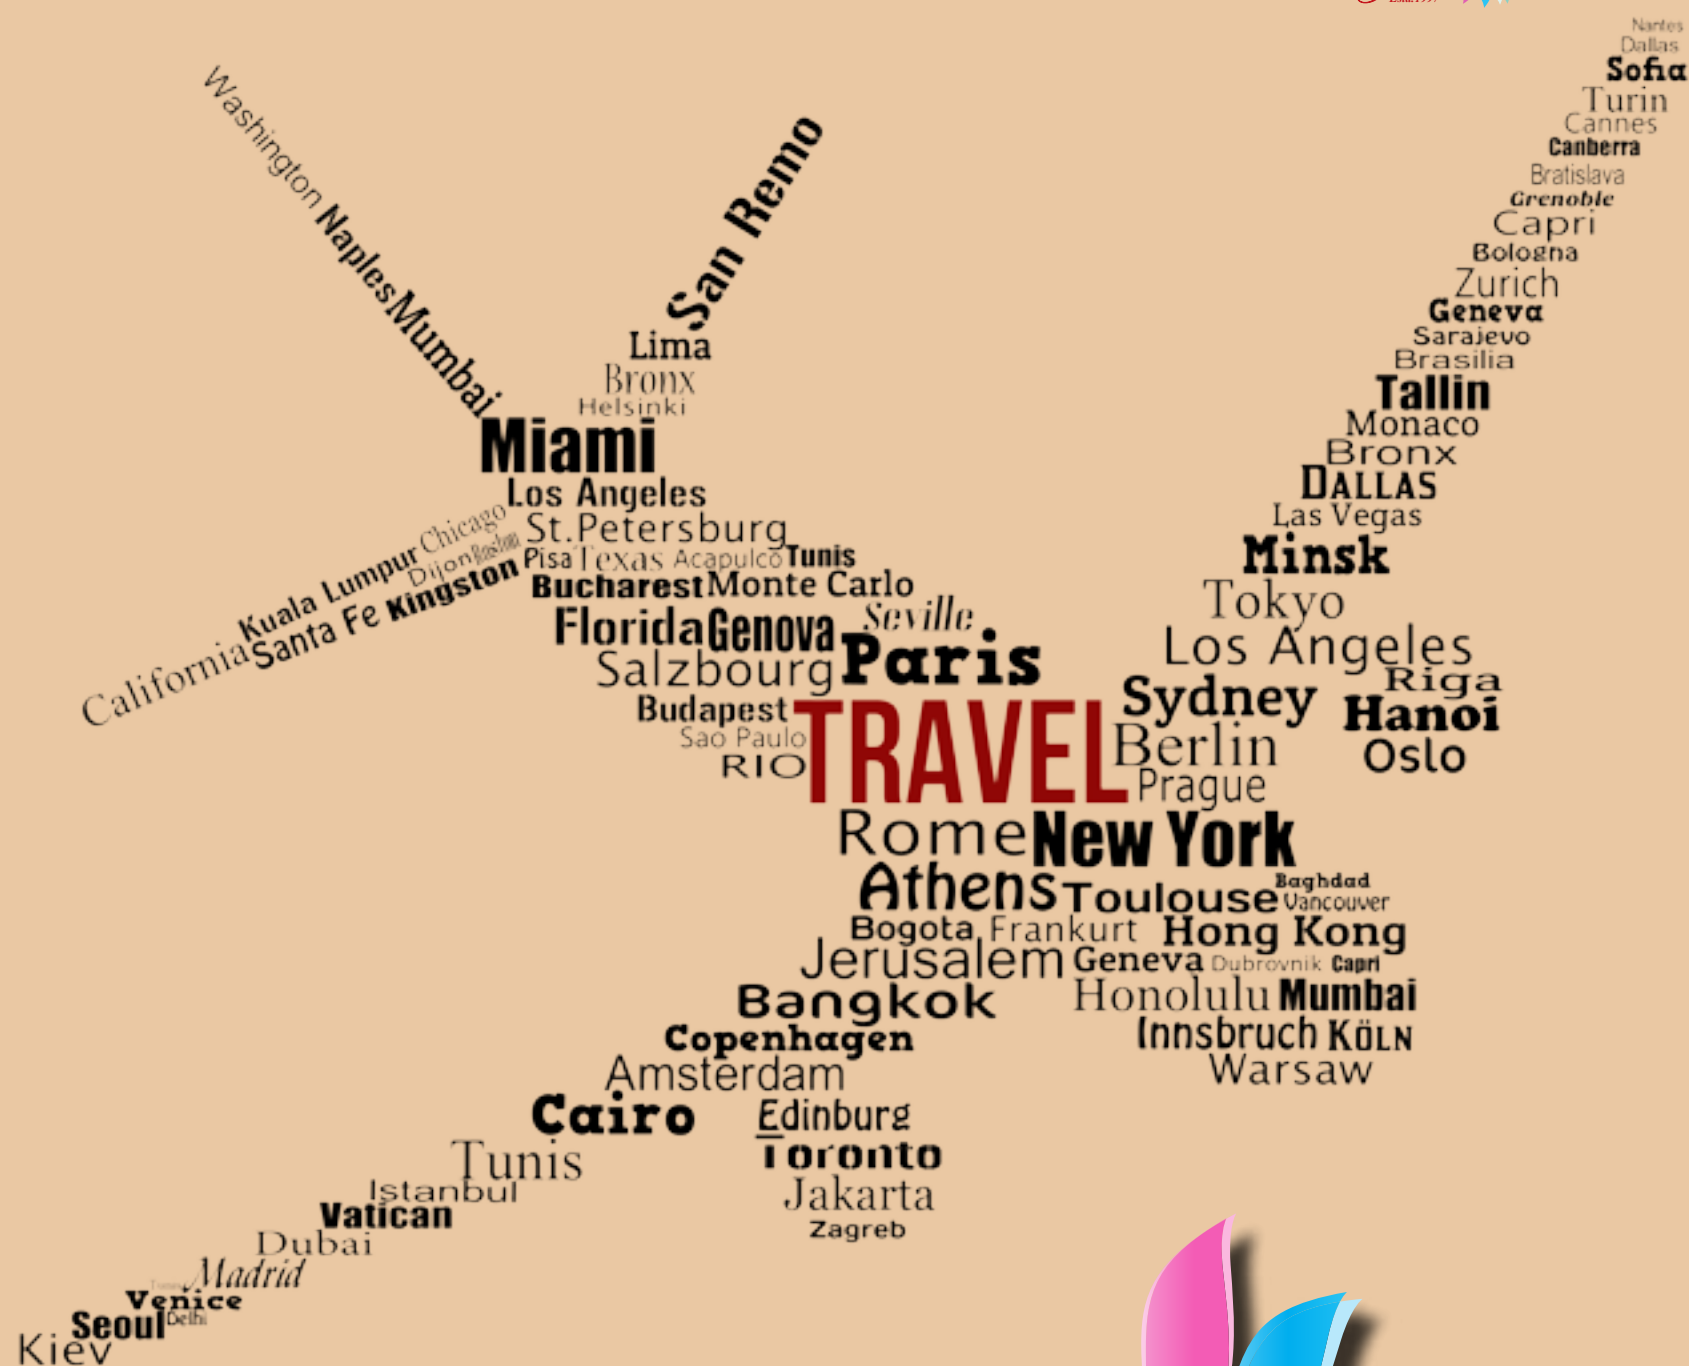 Nantes
Dallas
Sofia
Turin
Cannes
Canberra
Bratislava
Grenoble
Capri
Bologna
Zurich
Geneva
Sarajevo
Brasilia
Tallin
Monaco
Bronx
DALLAS
Las Vegas
Minsk
Tokyo
Los Angeles
Riga
Sydney Hanoi
Berlin Oslo
Prague
Washington Naples Mumbai
San Remo
Lima
Bronx
Helsinki
Miami
Los Angeles
Chicago St.Petersburg
Kuala Lumpur Dijon Pisa Texas Acapulco Tunis
California Santa Fe Kingston Bucharest Monte Carlo
Seville
Florida Genova
Salzbourg Paris
Budapest TRAVEL
Sao Paulo
RIO
Rome New York
Athens Toulouse Baghdad
Vancouver
Bogota Frankurt Hong Kong
Jerusalem Geneva Dubrovnik Capri
Bangkok Honolulu Mumbai
Copenhagen Innsbruch KÖLN
Amsterdam Warsaw
Cairo Edinburg
Tunis Toronto
Istanbul Jakarta
Vatican Zagreb
Dubai
Madrid
Venice
Seoul Delhi
Kiev